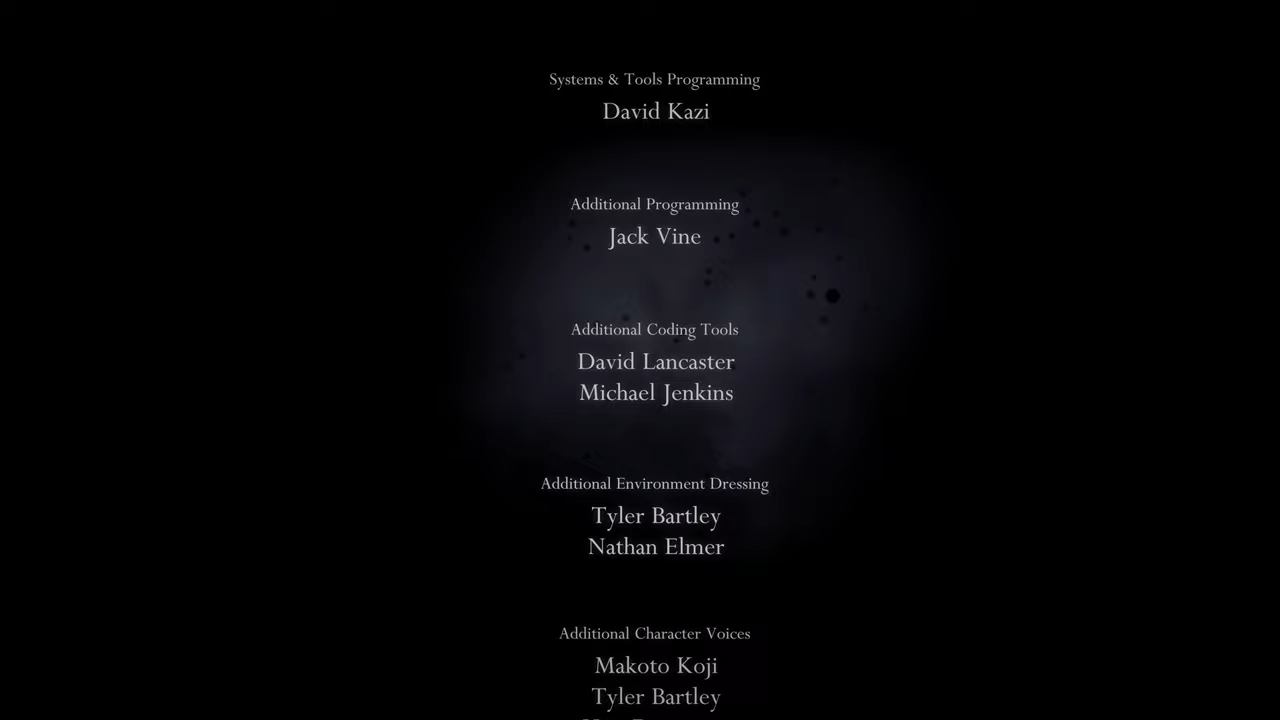 Systems & Tools Programming
David Kazi
Additional Programming
Jack Vine
Additional Coding Tools
David Lancaster
Michael Jenkins
Additional Environment Dressing
Tyler Bartley
Nathan Elmer
Additional Character Voices
Makoto Koji
Tyler Bartley